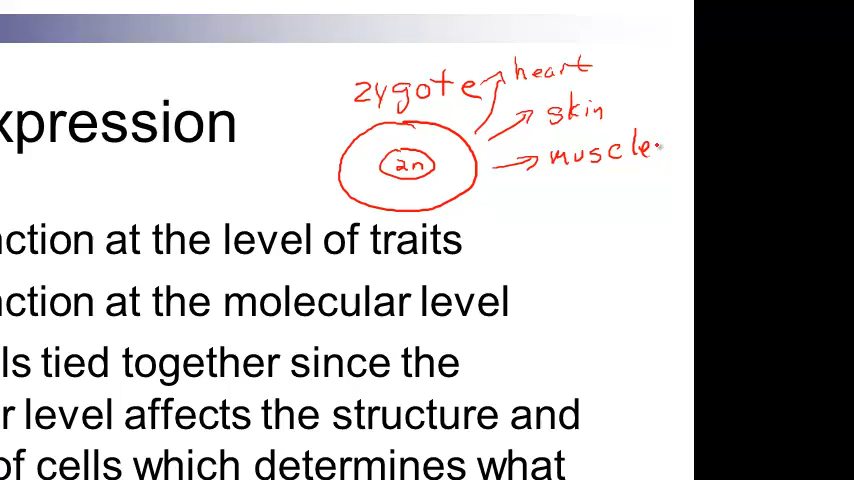 zygote
heart
skin
muscle
2n
xpression
nction at the level of traits
nction at the molecular level
ls tied together since the
r level affects the structure and
of cells which determines what